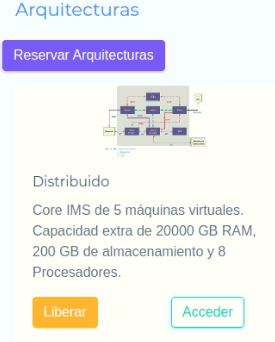 Arquitecturas
Reservar Arquitecturas
Distribuido
Core IMS de 5 máquinas virtuales.
Capacidad extra de 20000 GB RAM,
200 GB de almacenamiento y 8
Procesadores.
Liberar
Acceder